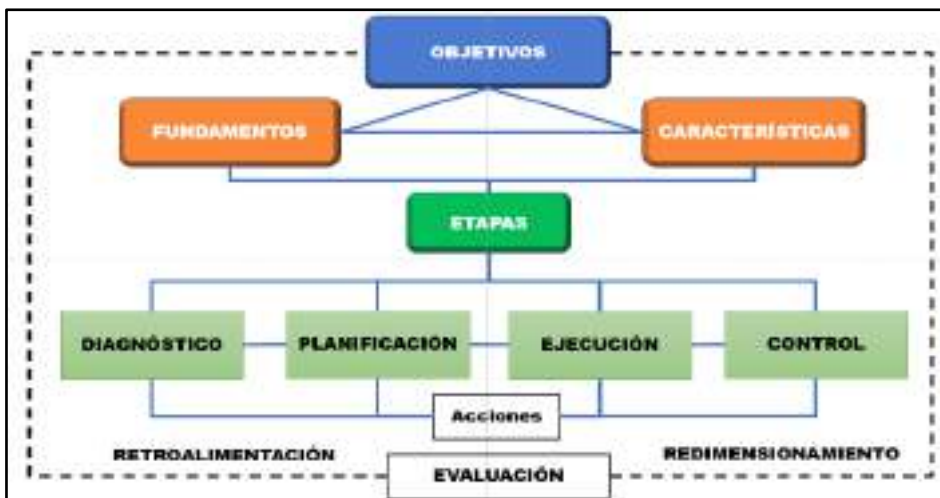 OBJETIVOS
FUNDAMENTOS
CARACTERÍSTICAS
ETAPAS
DIAGNÓSTICO
PLANIFICACIÓN
EJECUCIÓN
CONTROL
Acciones
RETROALIMENTACIÓN
REDIMENSIONAMIENTO
EVALUACIÓN